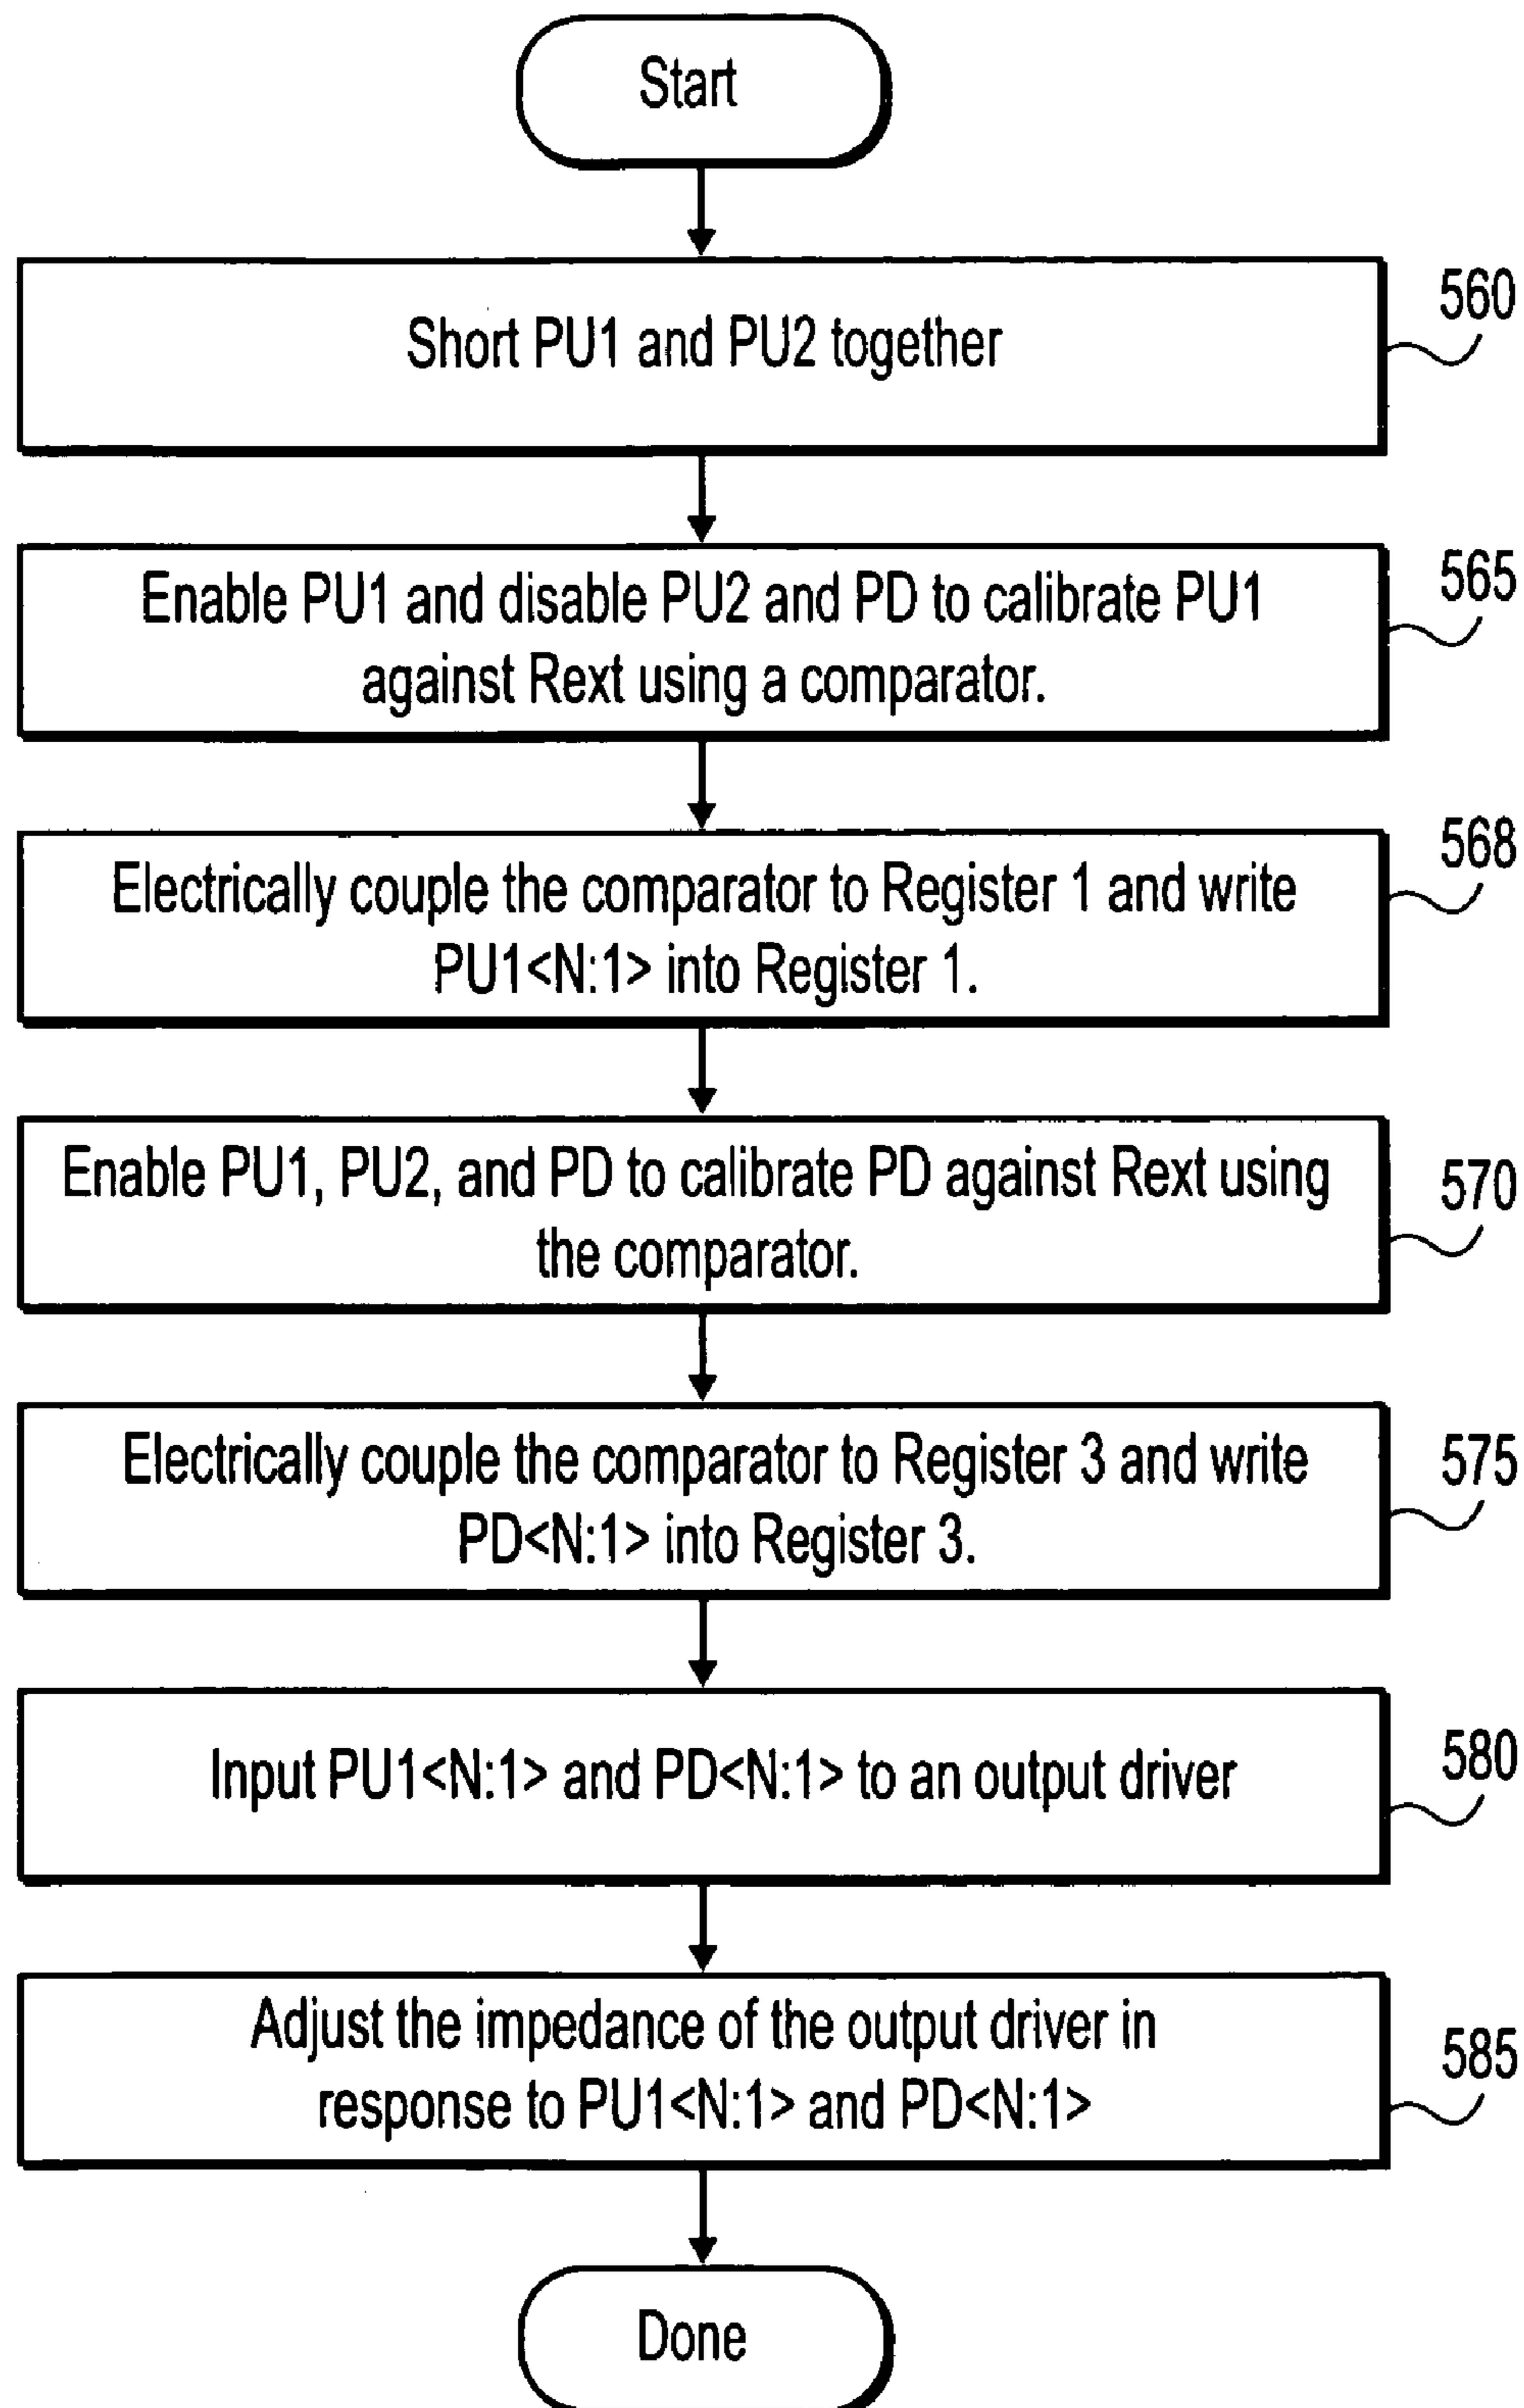 Start
Short PU1 and PU2 together
560
Enable PU1 and disable PU2 and PD to calibrate PU1
against Rext using a comparator.
565
Electrically couple the comparator to Register 1 and write
PU1<N:1> into Register 1.
568
Enable PU1, PU2, and PD to calibrate PD against Rext using
the comparator.
570
Electrically couple the comparator to Register 3 and write
PD<N:1> into Register 3.
575
Input PU1<N:1> and PD<N:1> to an output driver
580
Adjust the impedance of the output driver in
response to PU1<N:1> and PD<N:1>
585
Done